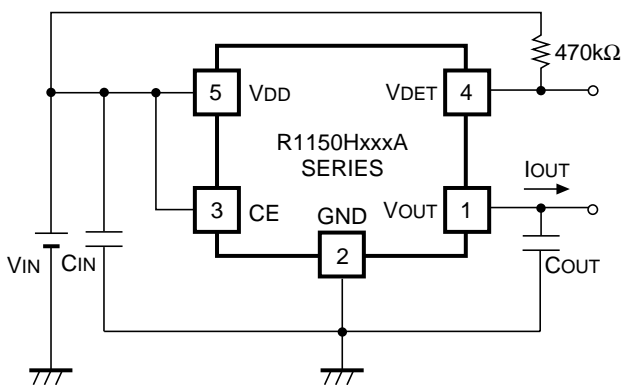 470kΩ
5 VDD
VDET 4
R1150HxxxA
SERIES
IOUT
3 CE
GND
VOUT 1
2
VIN
CIN
COUT